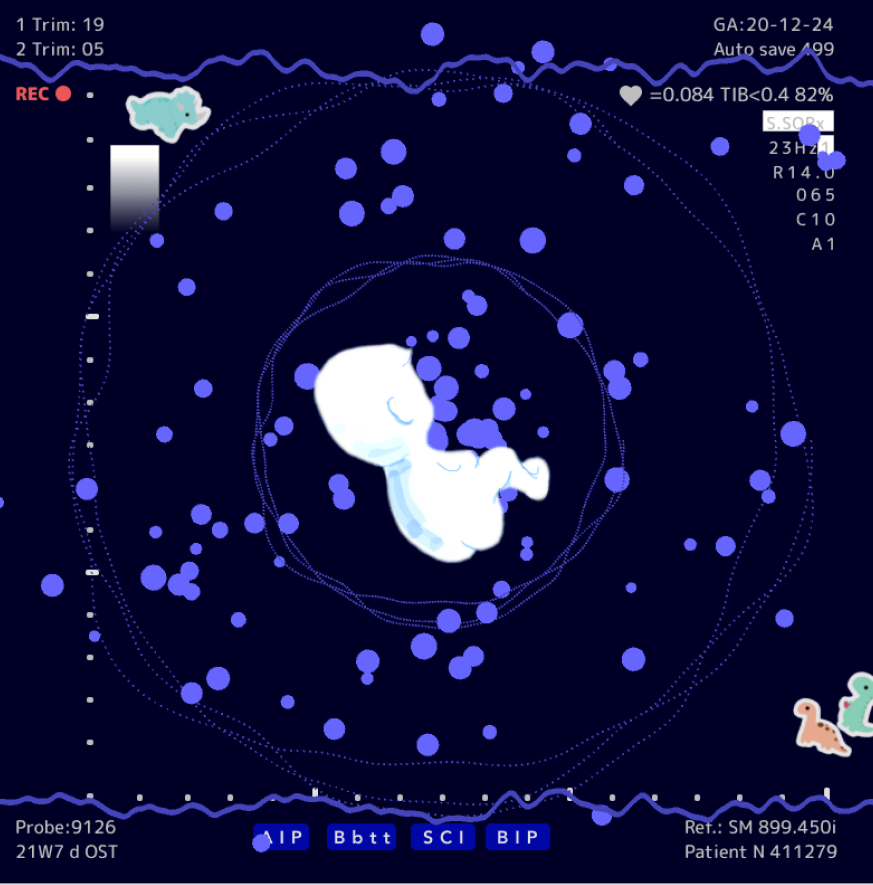 1 Trim: 19
2 Trim: 05
GA:20-12-24
Auto save 499
REC
=0.084 TIB<0.4 82%
S.SORx
23Hz1
R14.0
065
C10
A1
Probe:9126
21W7 d OST
AIP
Bbtt
SCI
BIP
Ref.: SM 899.450i
Patient N 411279